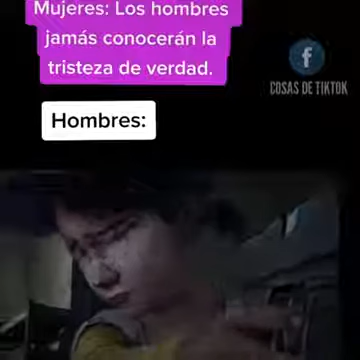 Mujeres: Los hombres
jamás conocerán la
tristeza de verdad.
f
COSAS DE TIKTOK
Hombres: